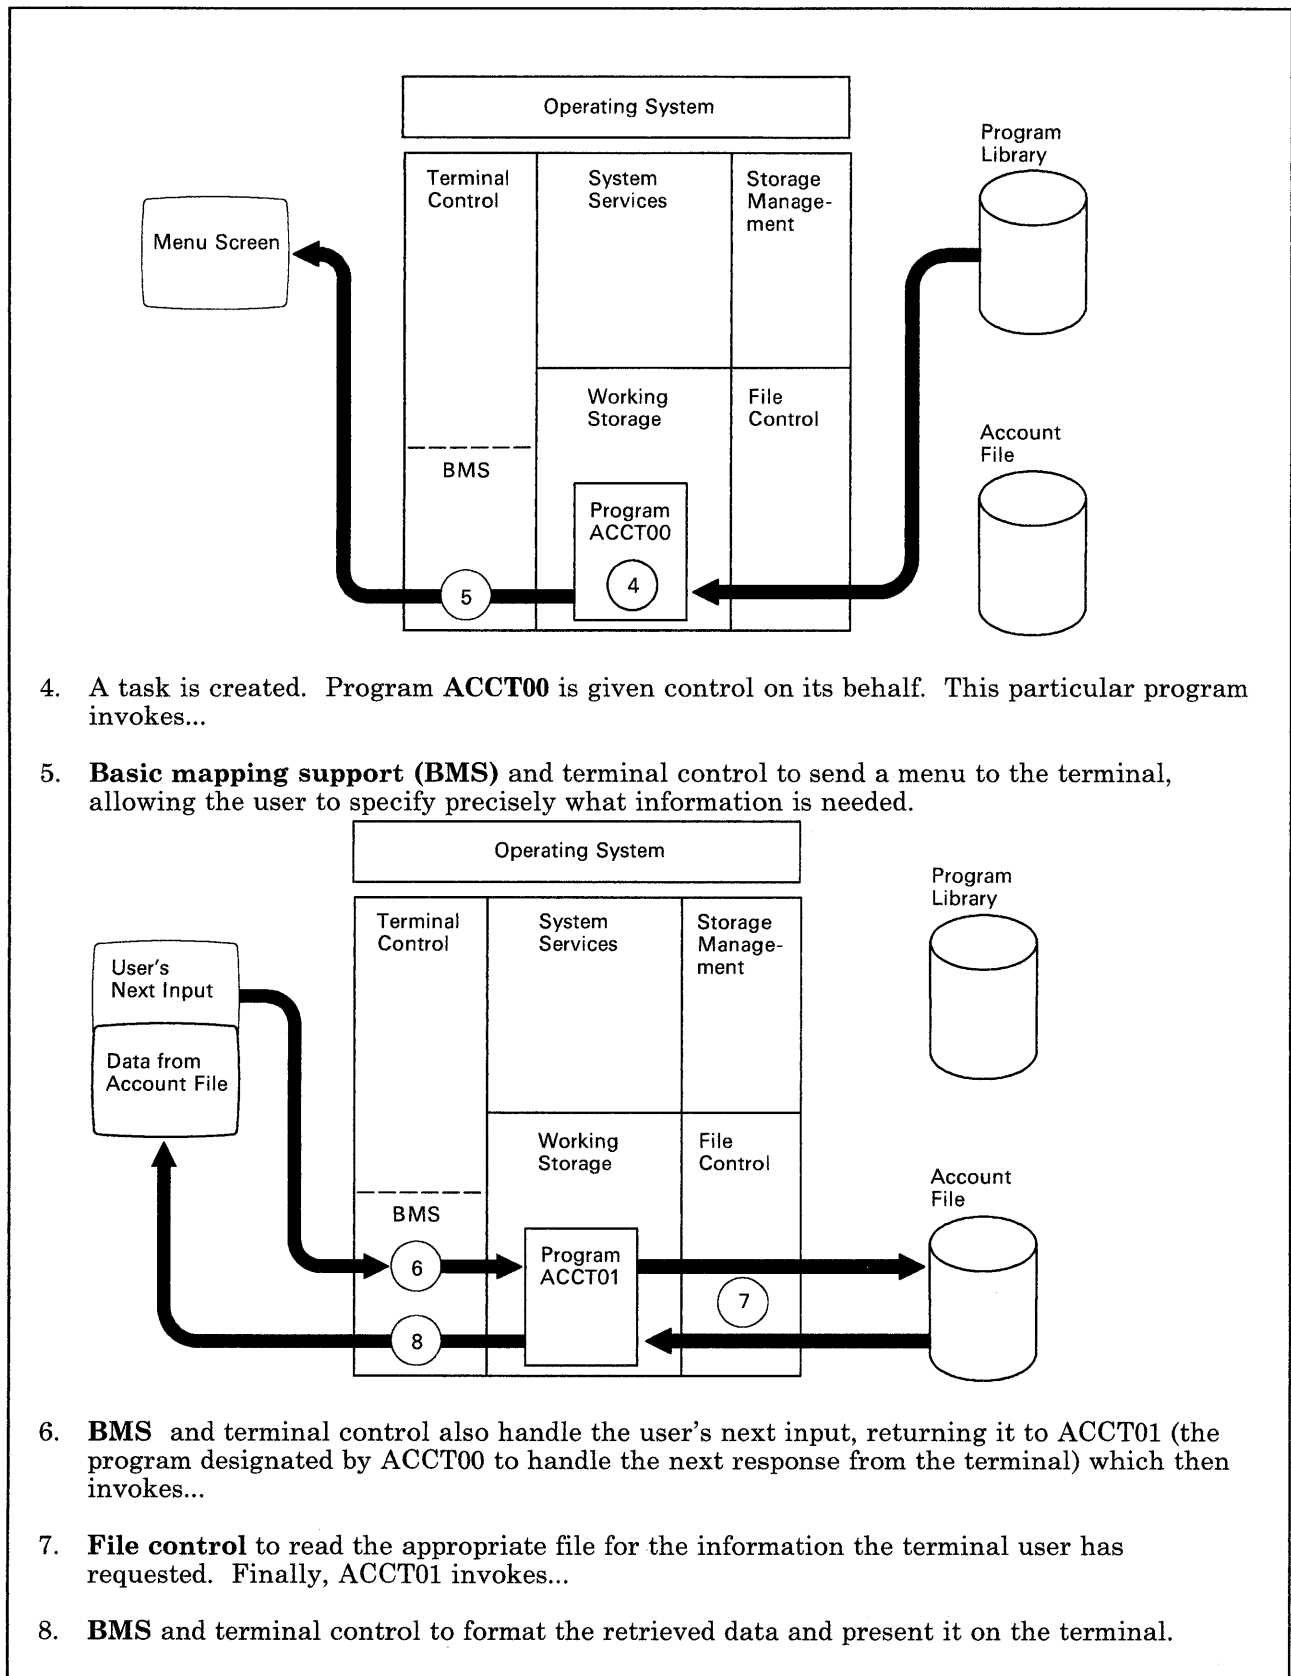 Operating System
Program
Library
Terminal
Control
System
Services
Storage
Manage-
ment
Menu Screen
Working
Storage
File
Control
Account
File
BMS
Program
ACCT00
4
5
4. A task is created. Program ACCT00 is given control on its behalf. This particular program
invokes...
5. Basic mapping support (BMS) and terminal control to send a menu to the terminal,
allowing the user to specify precisely what information is needed.
Operating System
Program
Library
Terminal
Control
System
Services
Storage
Manage-
ment
User's
Next Input
Data from
Account File
Working
Storage
File
Control
Account
File
BMS
Program
ACCT01
6
7
8
6. BMS and terminal control also handle the user's next input, returning it to ACCT01 (the
program designated by ACCT00 to handle the next response from the terminal) which then
invokes...
7. File control to read the appropriate file for the information the terminal user has
requested. Finally, ACCT01 invokes...
8. BMS and terminal control to format the retrieved data and present it on the terminal.